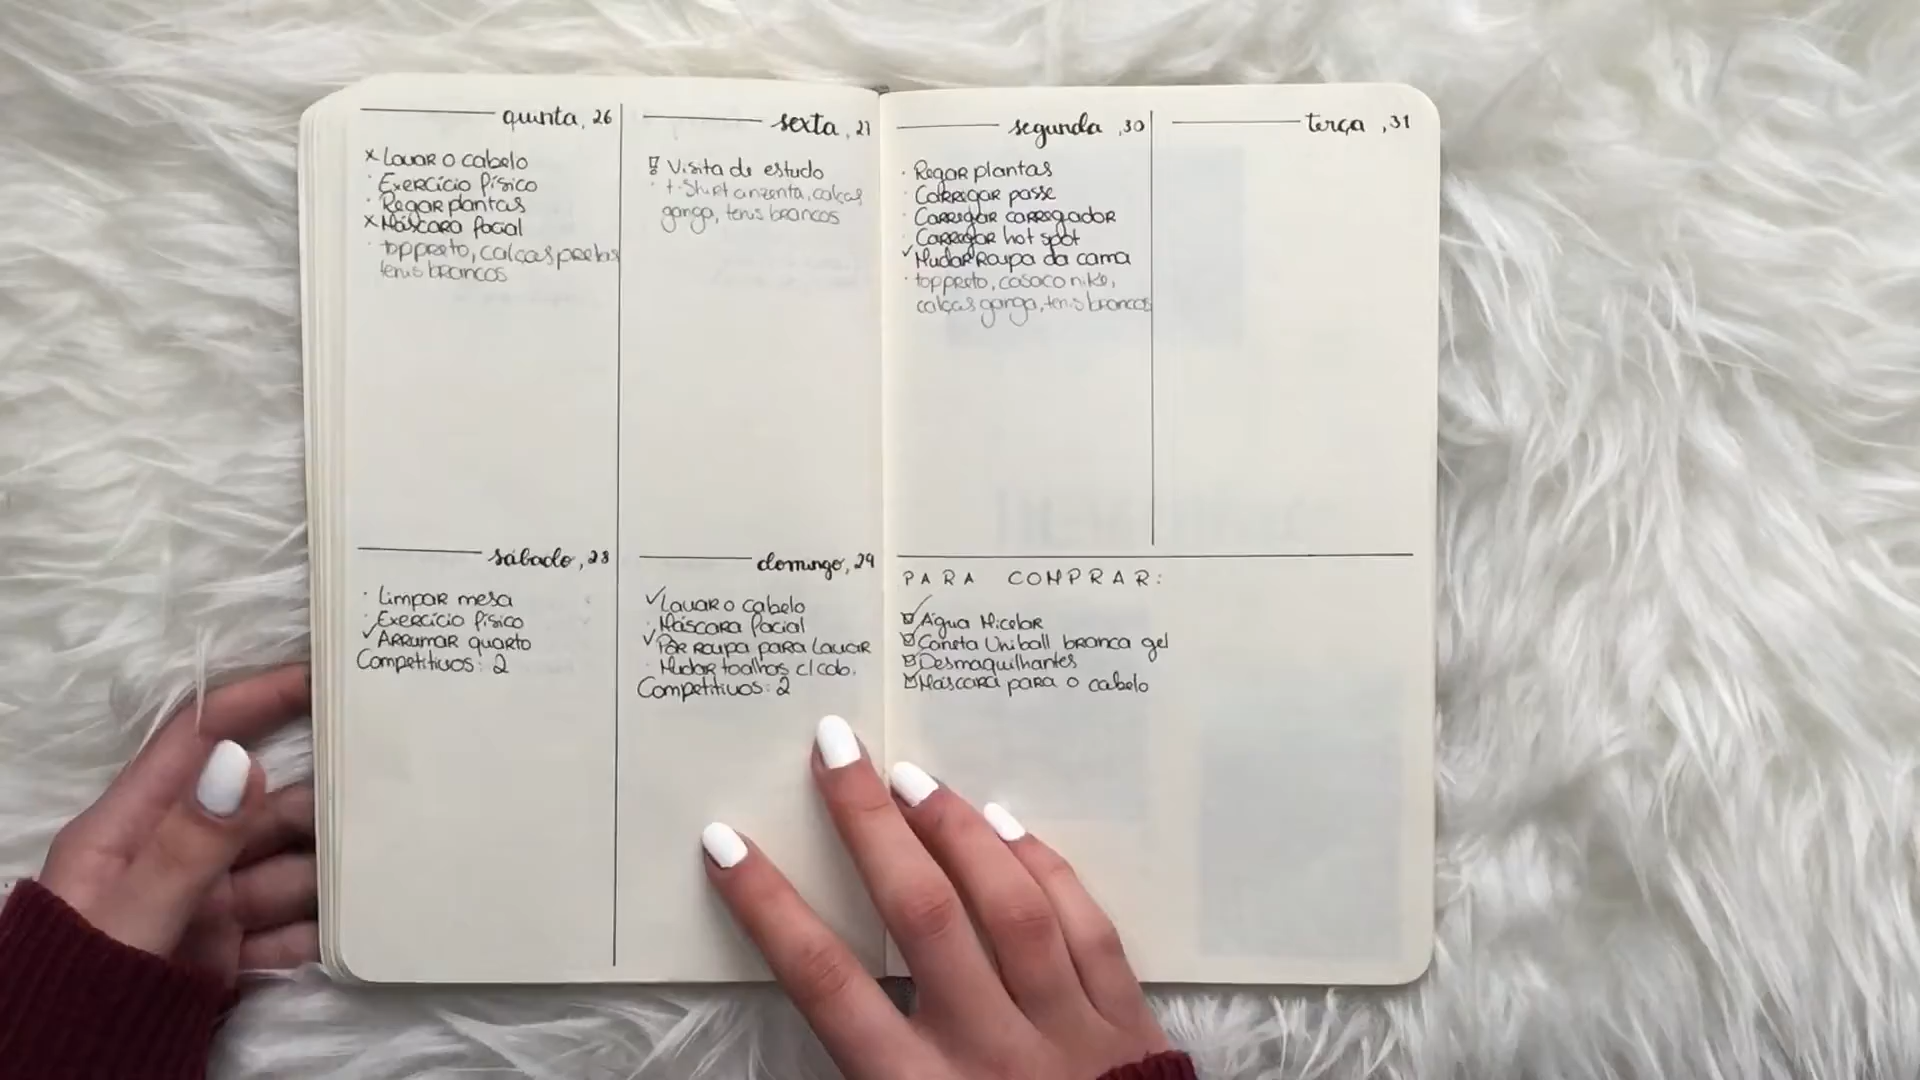 quinta, 26
x Lavar o cabelo
· Exercício físico
· Regar plantas
x Máscara facial
· top preto, calças pretas
tenis brancos
sexta, 27
Visita de estudo
· t-shirt cinzenta, calças
ganga, tenis brancos
sábado, 28
· Limpar mesa
· Exercício físico
✓ Arrumar quarto
Competitivos: 2
domingo, 29
✓ Lavar o cabelo
· Máscara facial
✓ Pôr roupa para lavar
· Mudar toalhas c/cab.
Competitivos: 2
segunda, 30
· Regar plantas
· Carregar passe
· Carregar carregador
· Carregar hot spot
✓ Mudar roupa da cama
· top preto, casaco nike,
calças ganga, tenis brancos
terça, 31
PARA COMPRAR:
☑ Água Micelar
☑ Caneta Uniball branca gel
☑ Desmaquilhantes
☑ Máscara para o cabelo